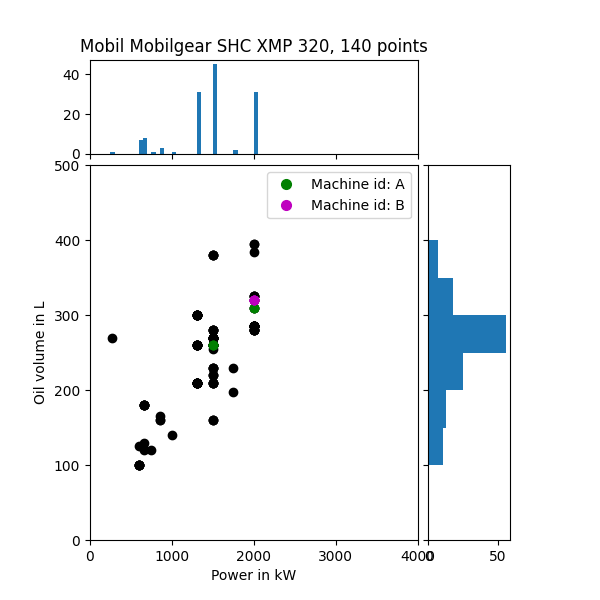 Mobil Mobilgear SHC XMP 320, 140 points
40
20
0
500
400
300
200
100
0
Oil volume in L
Machine id: A
Machine id: B
0 1000 2000 3000 4000
0 50
Power in kW